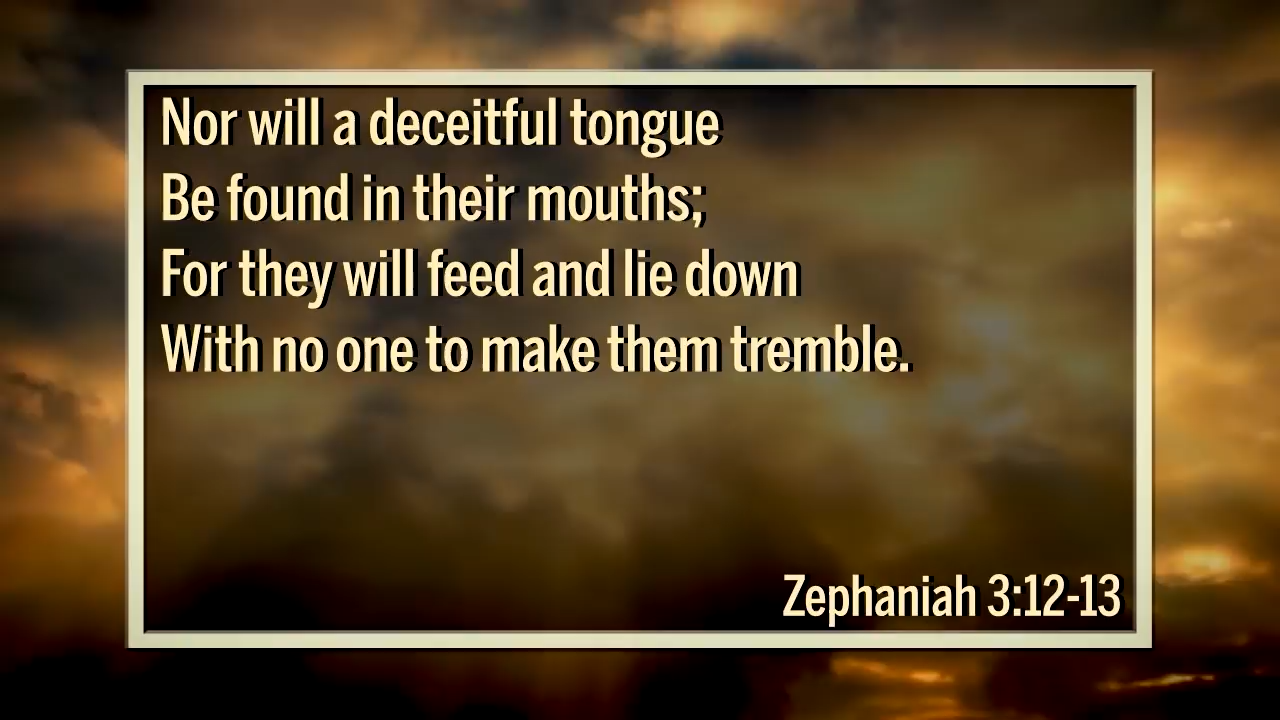 Nor will a deceitful tongue
Be found in their mouths;
For they will feed and lie down
With no one to make them tremble.
Zephaniah 3:12-13